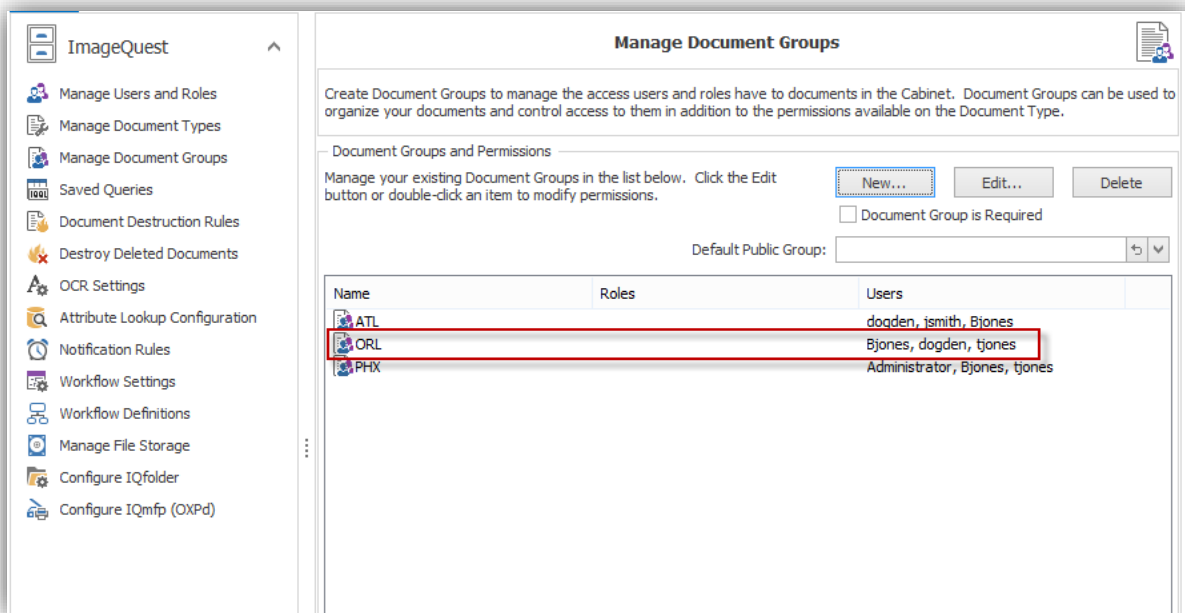 ImageQuest
Manage Users and Roles
Manage Document Types
Manage Document Groups
Saved Queries
Document Destruction Rules
Destroy Deleted Documents
OCR Settings
Attribute Lookup Configuration
Notification Rules
Workflow Settings
Workflow Definitions
Manage File Storage
Configure IQfolder
Configure IQmfp (OXPd)
Manage Document Groups
Create Document Groups to manage the access users and roles have to documents in the Cabinet. Document Groups can be used to
organize your documents and control access to them in addition to the permissions available on the Document Type.
Document Groups and Permissions
Manage your existing Document Groups in the list below. Click the Edit
button or double-click an item to modify permissions.
New... Edit... Delete
Document Group is Required
Default Public Group:
Name Roles Users
ATL dogden, jsmith, Bjones
ORL Bjones, dogden, tjones
PHX Administrator, Bjones, tjones